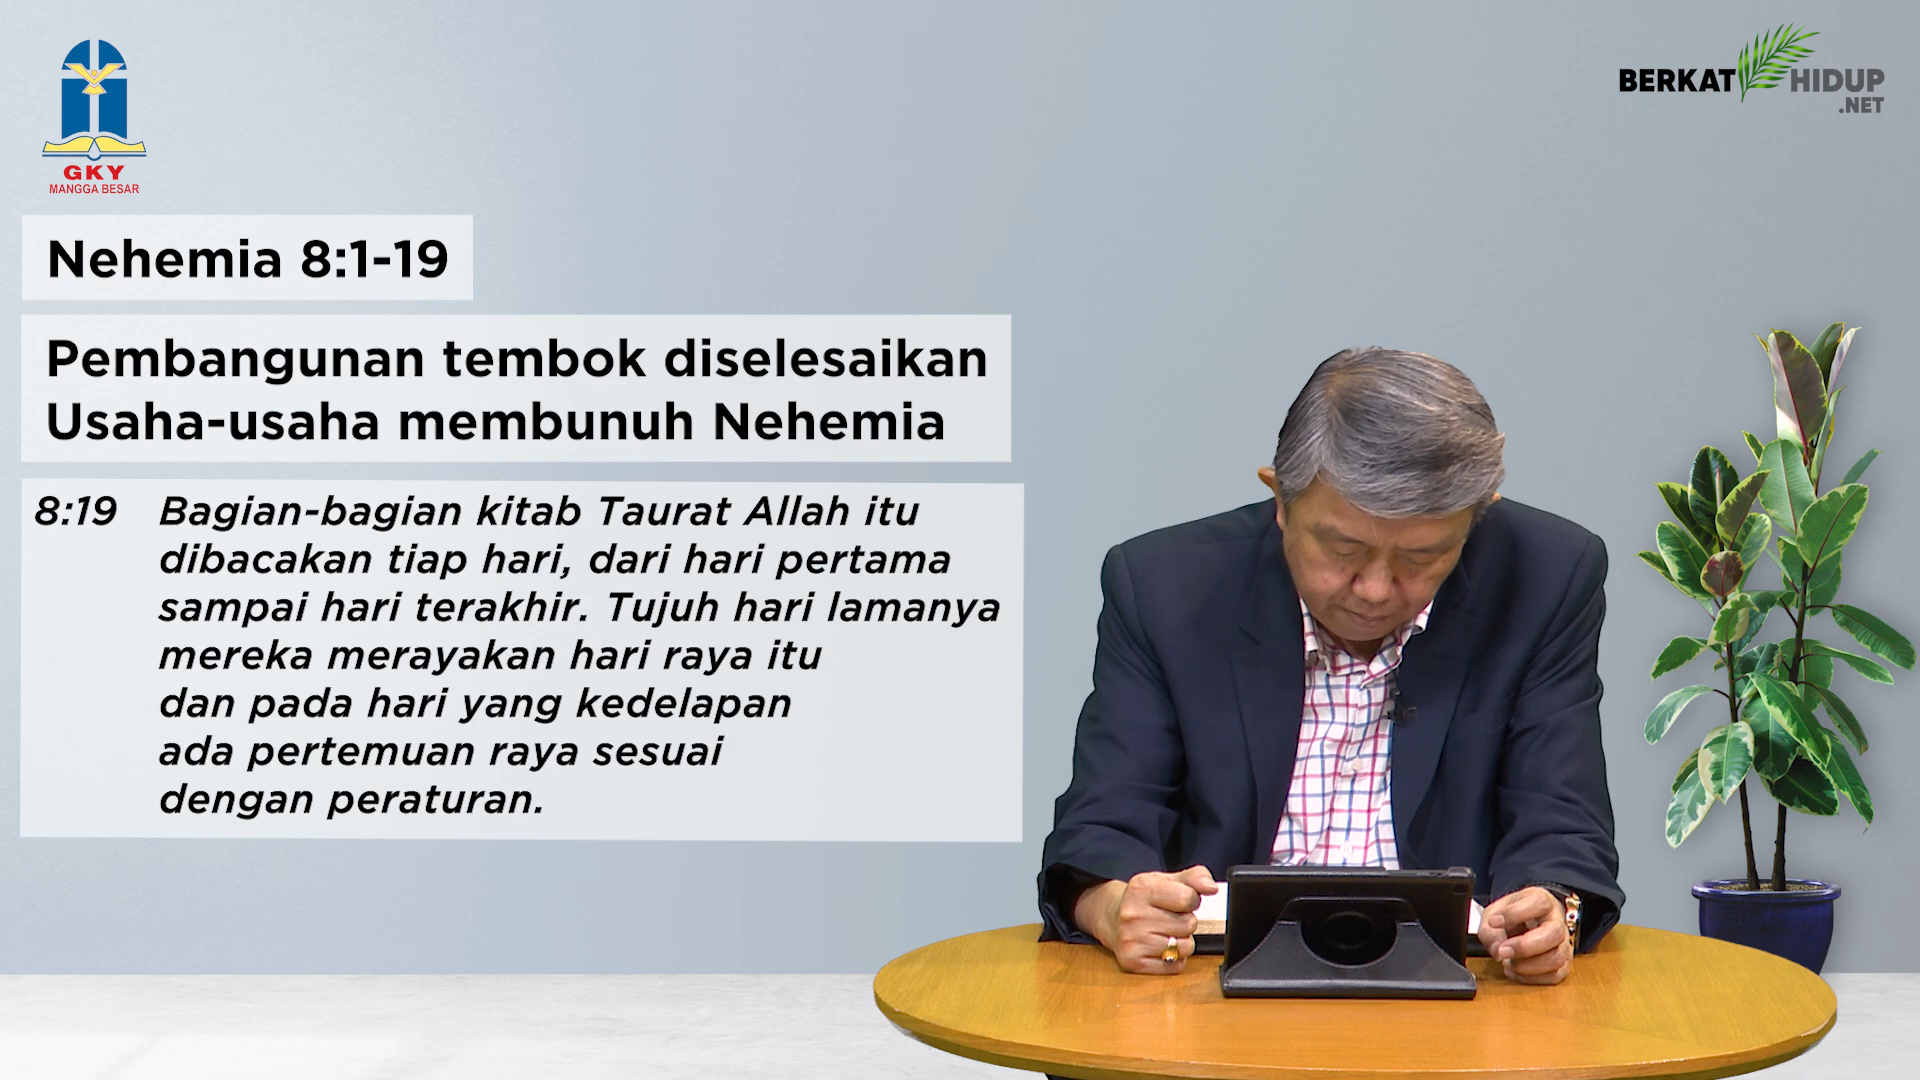 GKY
MANGGA BESAR
BERKAT HIDUP
.NET
Nehemia 8:1-19
Pembangunan tembok diselesaikan
Usaha-usaha membunuh Nehemia
8:19 Bagian-bagian kitab Taurat Allah itu
dibacakan tiap hari, dari hari pertama
sampai hari terakhir. Tujuh hari lamanya
mereka merayakan hari raya itu
dan pada hari yang kedelapan
ada pertemuan raya sesuai
dengan peraturan.